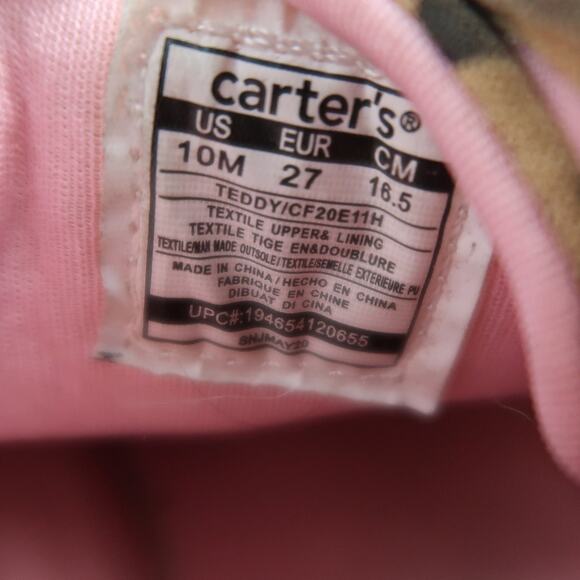 carter's®
US EUR CM
10M 27 16.5
TEDDY/CF20E11H
TEXTILE UPPER& LINING
TEXTILE TIGE EN&DOUBLURE
TEXTILE/MAN MADE OUTSOLE/TEXTILE/SEMELLE EXTERIEURE PU
MADE IN CHINA/HECHO EN CHINA
FABRIQUE EN CHINE
DIBUAT DI CINA
UPC#:194654120655
SNJMAY20